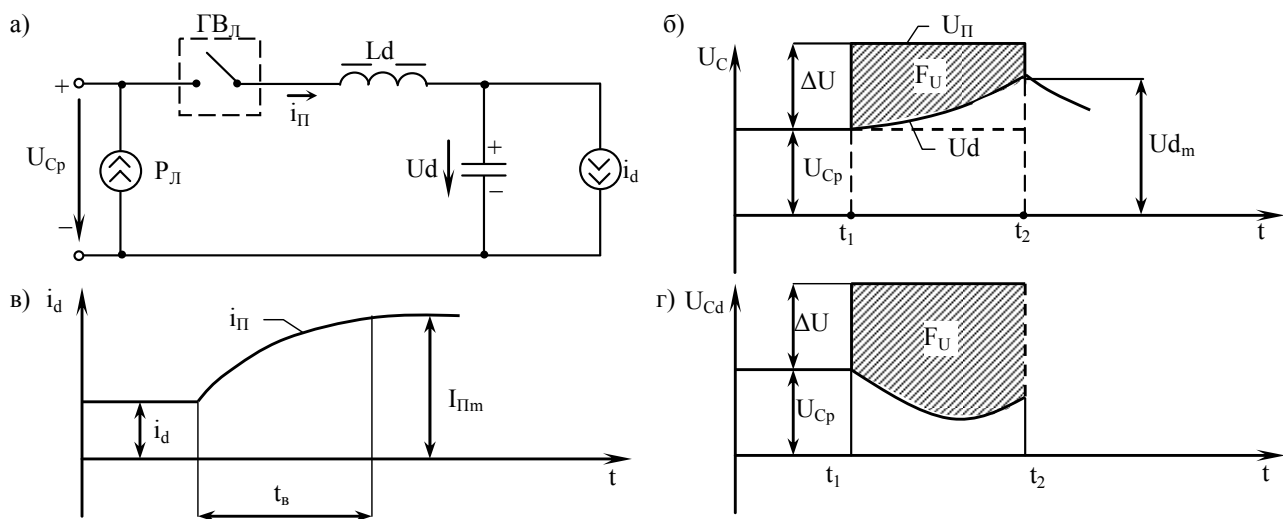 а)
ГВЛ
Ld
+
iП
UCp
PЛ
Ud
+
–
id
–
б)
UC
UП
ΔU
FU
Ud
Udm
UCp
t1
t2
t
в)
id
iП
IПm
id
t
tв
г)
UCd
ΔU
FU
UCp
t1
t2
t